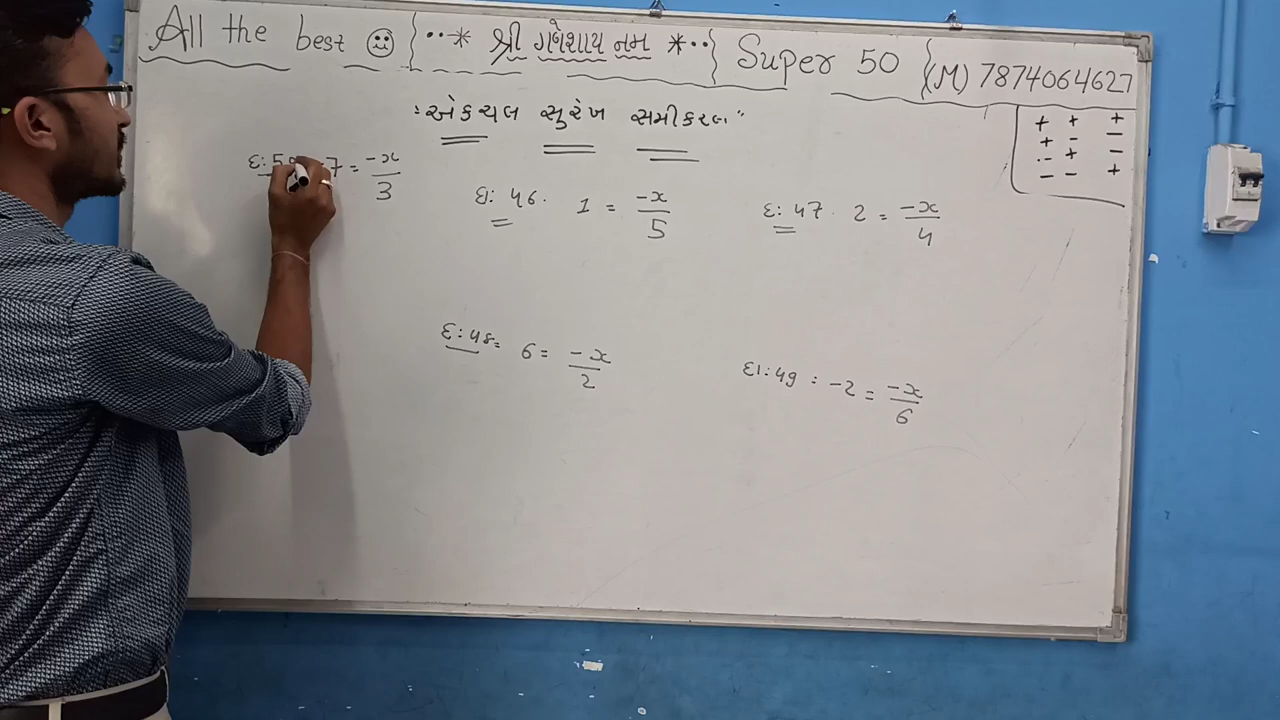 All the best ☺ ··* શ્રી ગણેશાય નમ *·· Super 50 (M) 7874064627
:એકચલ સુરેખ સમીકરણ"
+ + +
+ - -
- + -
- - +
દા: 7 = -x/3
દા: 46. 1 = -x/5
દા: 47. 2 = -x/4
દા: 48= 6 = -x/2
દા: 49 : -2 = -x/6